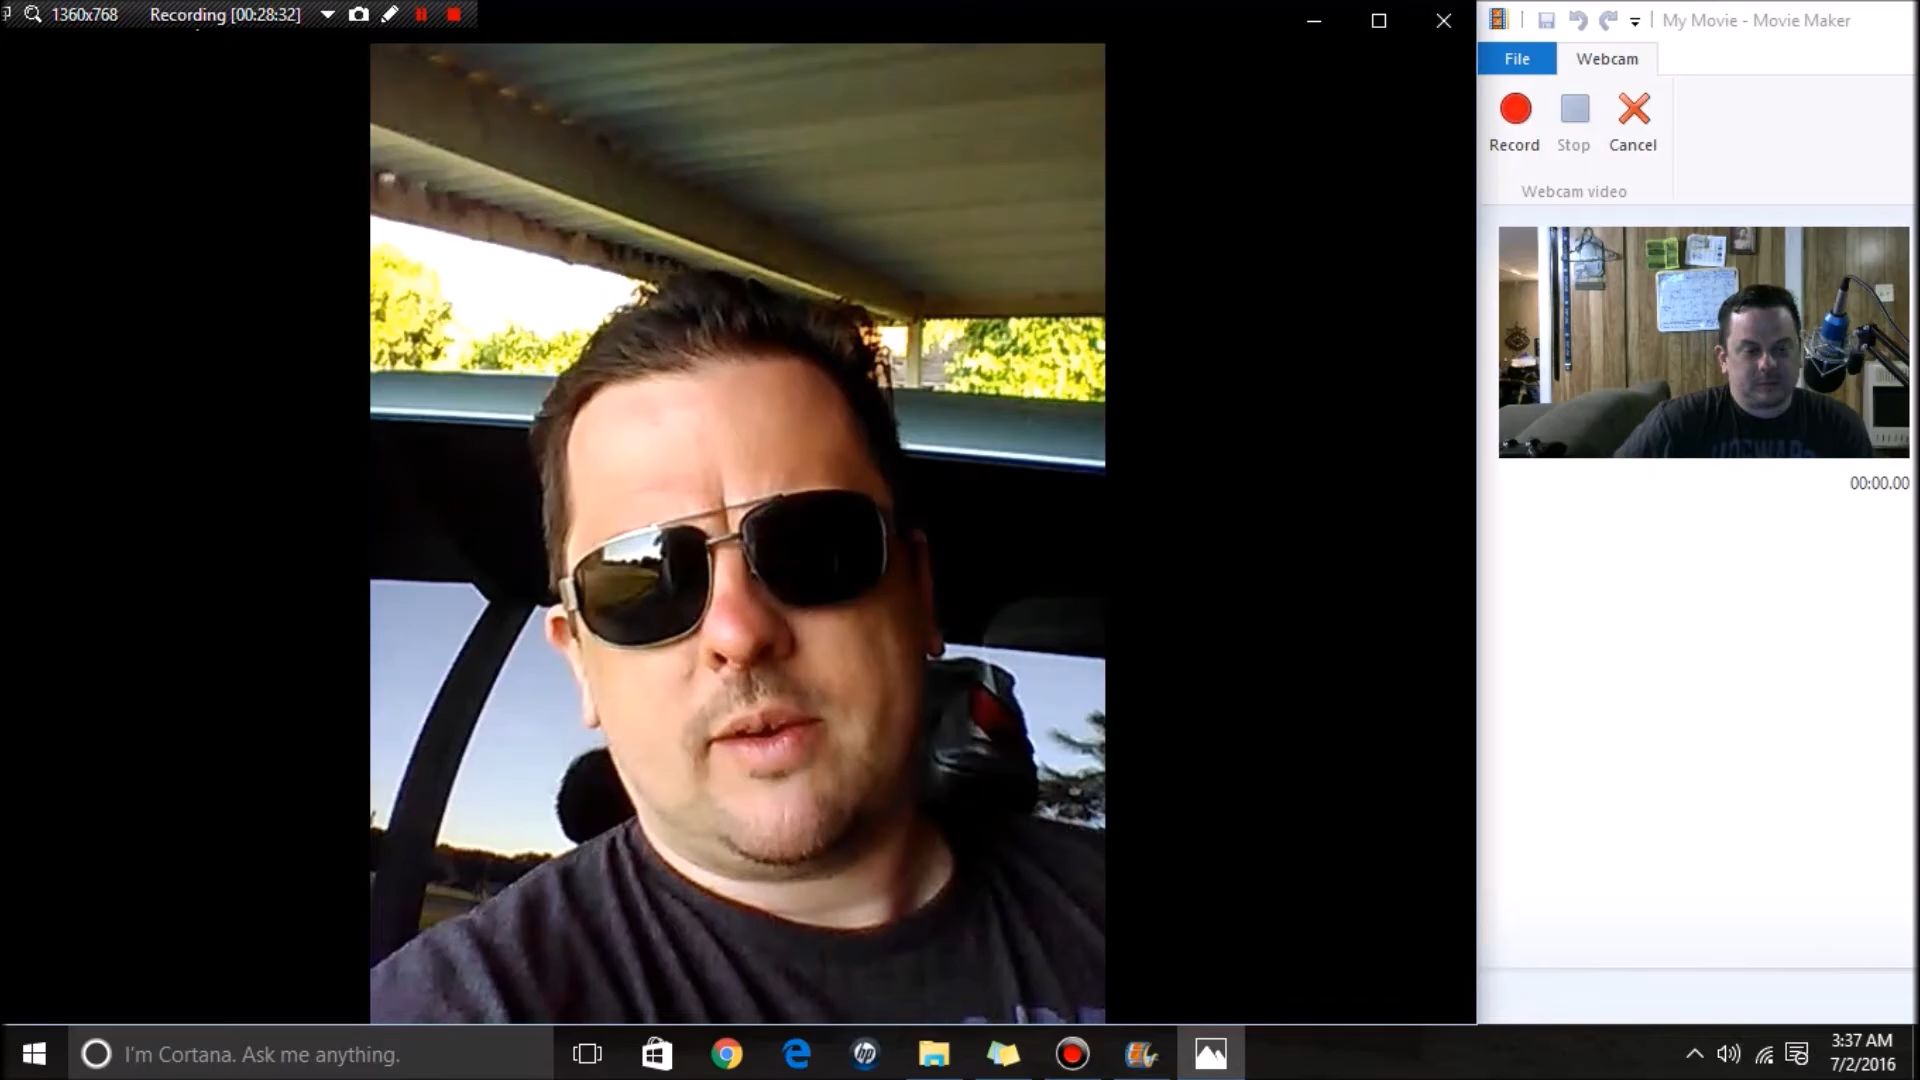 1360x768 Recording [00:28:32]
My Movie - Movie Maker
File Webcam
Record Stop Cancel
Webcam video
00:00.00
I'm Cortana. Ask me anything.
hp
3:37 AM
7/2/2016